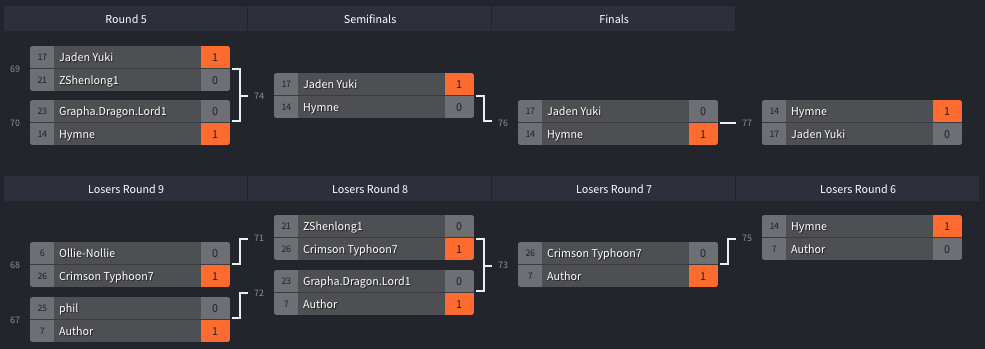 Round 5
Semifinals
Finals
69
17 Jaden Yuki 1
21 ZShenlong1 0
70
23 Grapha.Dragon.Lord1 0
14 Hymne 1
74
17 Jaden Yuki 1
14 Hymne 0
76
17 Jaden Yuki 0
14 Hymne 1
77
14 Hymne 1
17 Jaden Yuki 0
Losers Round 9
Losers Round 8
Losers Round 7
Losers Round 6
68
6 Ollie-Nollie 0
26 Crimson Typhoon7 1
67
25 phil 0
7 Author 1
71
21 ZShenlong1 0
26 Crimson Typhoon7 1
72
23 Grapha.Dragon.Lord1 0
7 Author 1
73
26 Crimson Typhoon7 0
7 Author 1
75
14 Hymne 1
7 Author 0